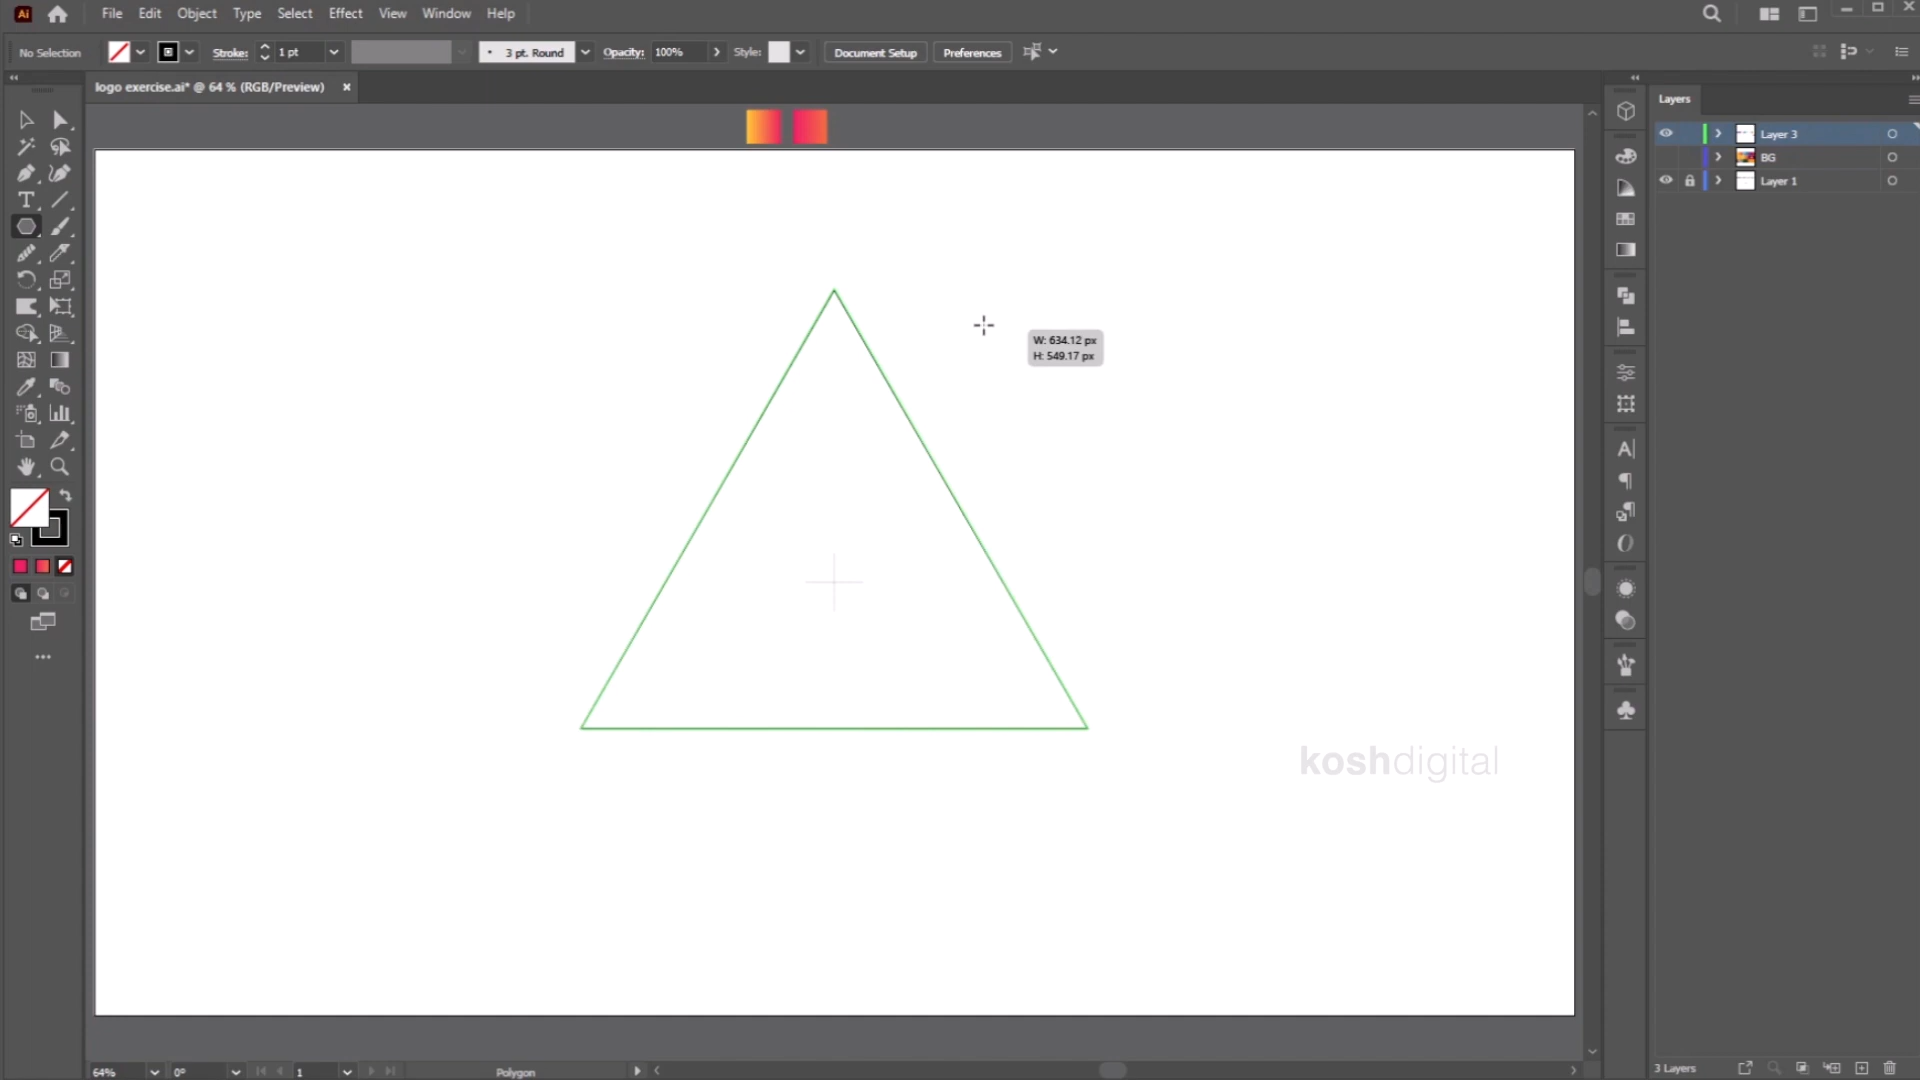 Ai File Edit Object Type Select Effect View Window Help
No Selection Stroke: 1 pt 3 pt. Round Opacity: 100% Style: Document Setup Preferences
logo exercise.ai* @ 64 % (RGB/Preview)
Layers
Layer 3
BG
Layer 1
W: 634.12 px
H: 549.17 px
koshdigital
64% 0° 1 Polygon
3 Layers